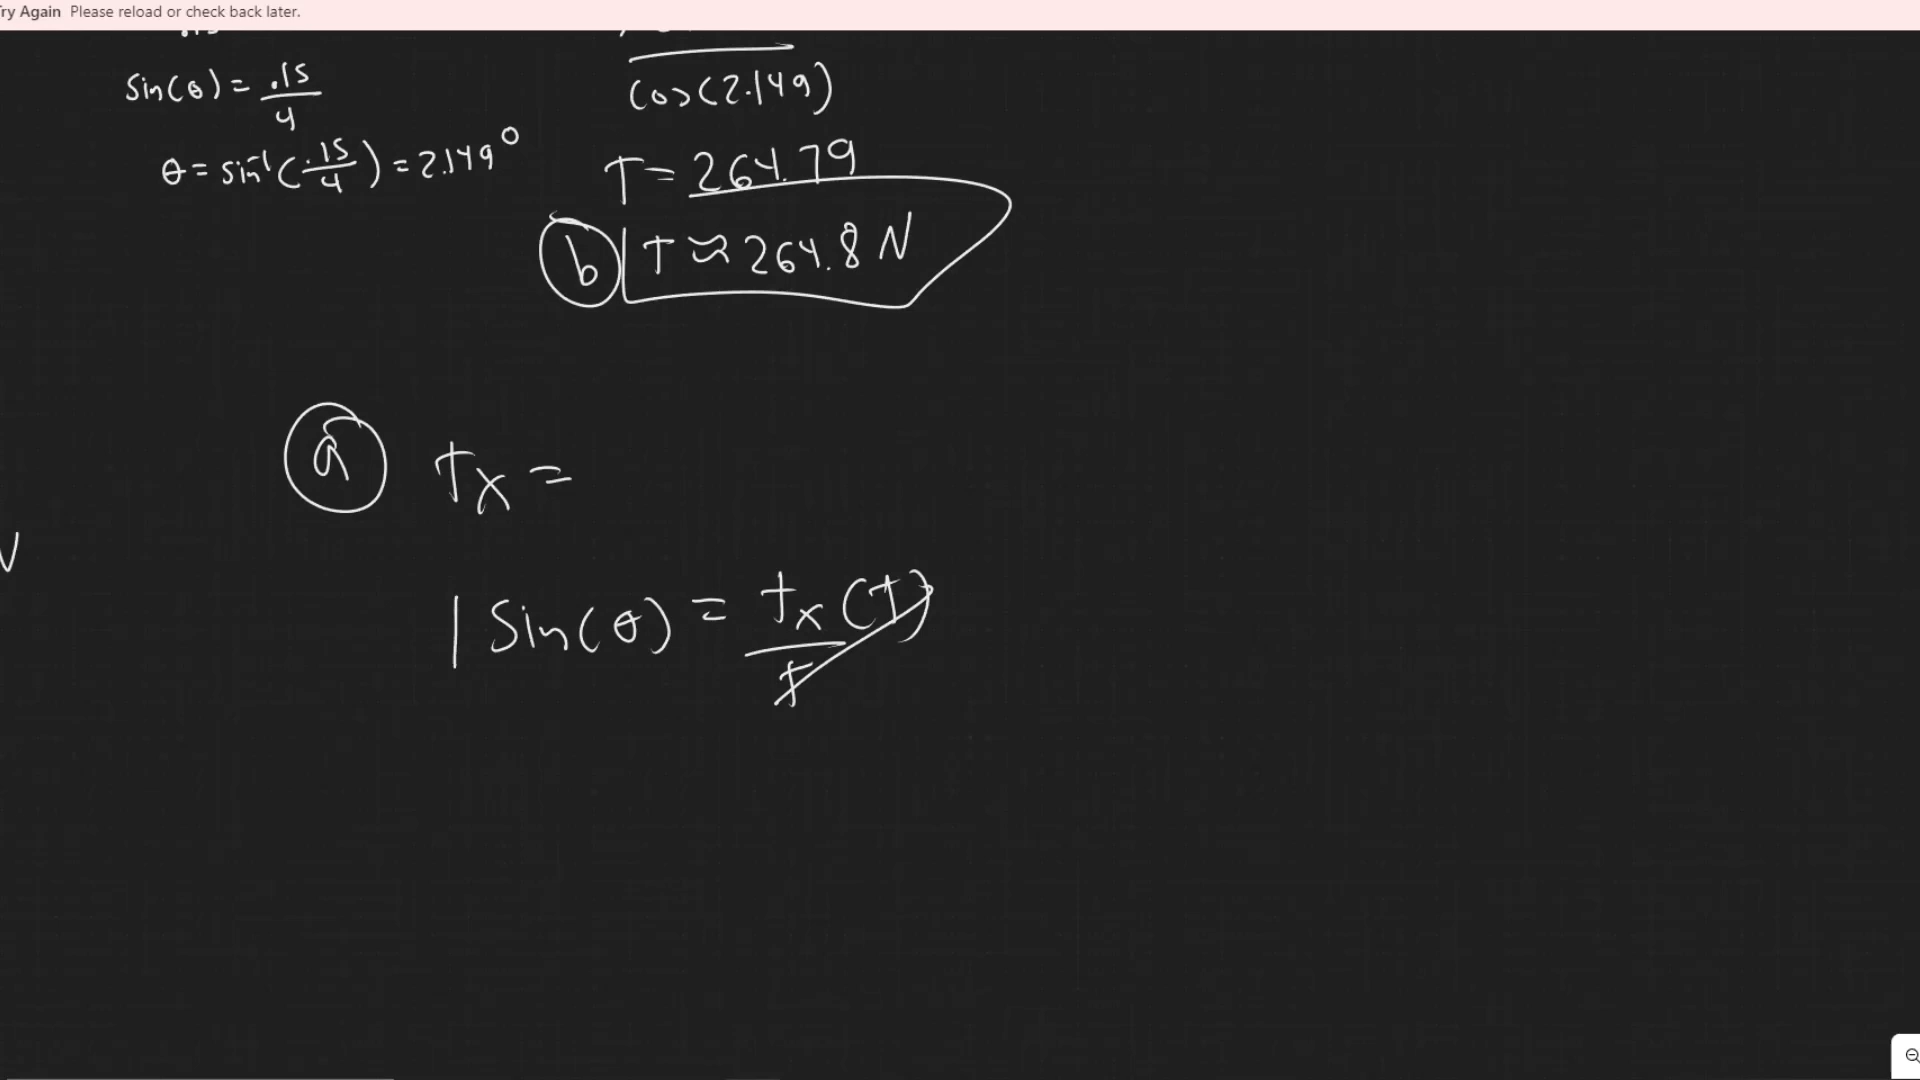 ry Again Please reload or check back later.
sin(θ) = .15/4
θ = sin⁻¹(.15/4) = 2.149°
cos(2.149)
T = 264.79
b T ≈ 264.8 N
a Tx =
| Sin(θ) = Tx (T) / T